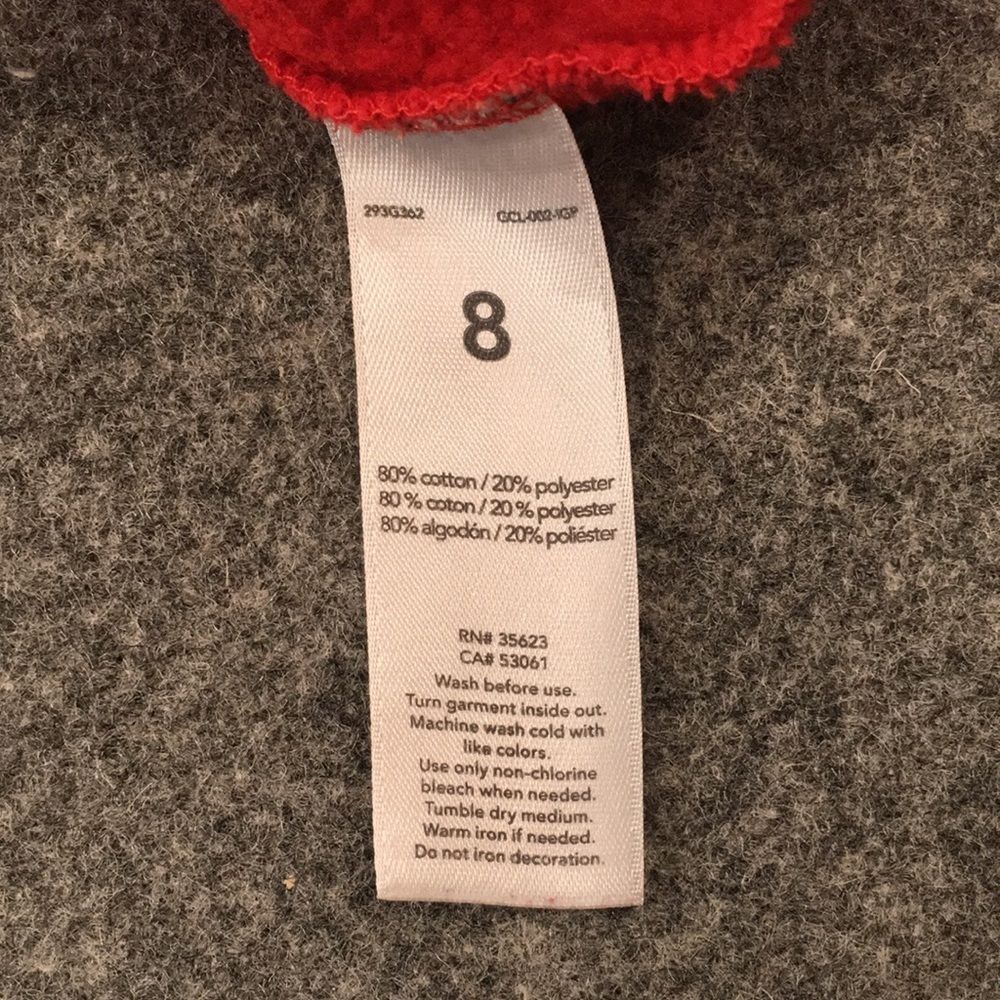 293G362 GCL-002-IGP
8
80% cotton / 20% polyester
80 % coton / 20 % polyester
80% algodón / 20% poliéster
RN# 35623
CA# 53061
Wash before use.
Turn garment inside out.
Machine wash cold with
like colors.
Use only non-chlorine
bleach when needed.
Tumble dry medium.
Warm iron if needed.
Do not iron decoration.